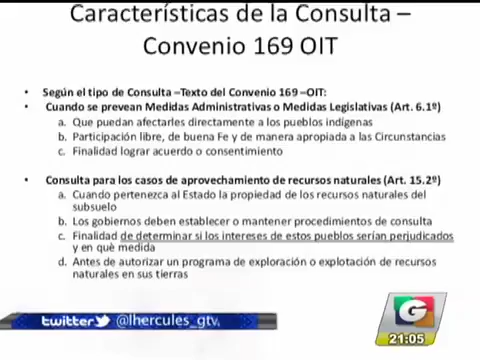 Características de la Consulta –
Convenio 169 OIT
• Según el tipo de Consulta –Texto del Convenio 169 –OIT:
• Cuando se prevean Medidas Administrativas o Medidas Legislativas (Art. 6.1º)
a. Que puedan afectarles directamente a los pueblos indígenas
b. Participación libre, de buena Fe y de manera apropiada a las Circunstancias
c. Finalidad lograr acuerdo o consentimiento
• Consulta para los casos de aprovechamiento de recursos naturales (Art. 15.2º)
a. Cuando pertenezca al Estado la propiedad de los recursos naturales del
subsuelo
b. Los gobiernos deben establecer o mantener procedimientos de consulta
c. Finalidad de determinar si los intereses de estos pueblos serían perjudicados
y en qué medida
d. Antes de autorizar un programa de exploración o explotación de recursos
naturales en sus tierras
twitter @lhercules_gtv
G
21:05